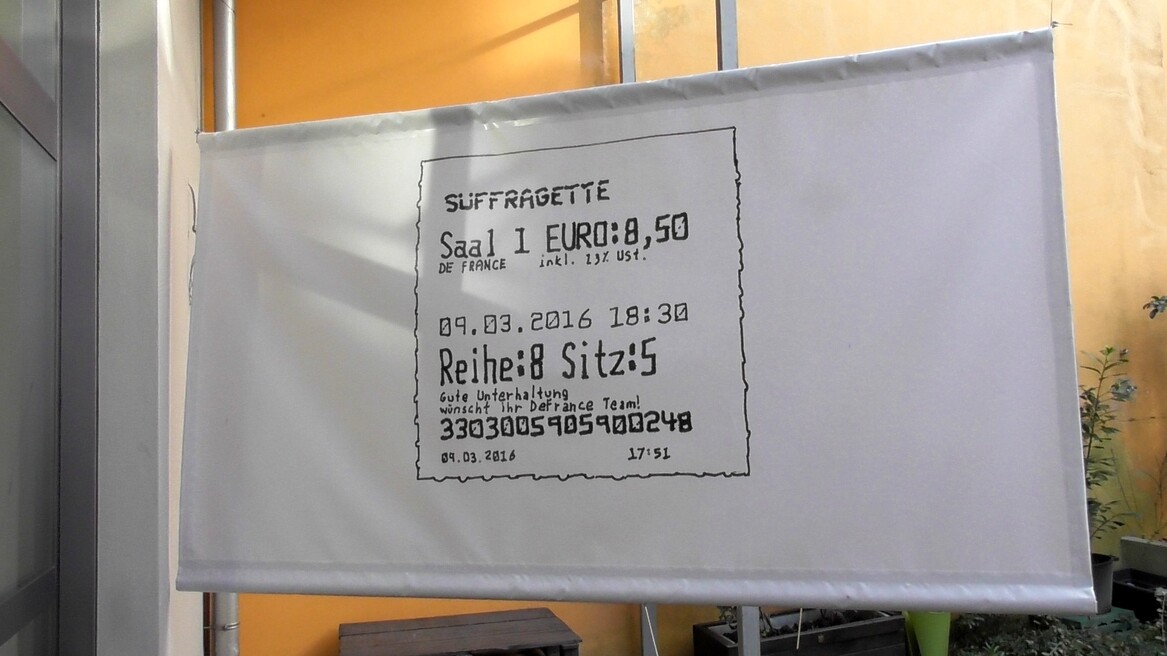 SUFFRAGETTE
Saal 1 EURO:8,50
DE FRANCE inkl. 13% Ust.
09.03.2016 18:30
Reihe:8 Sitz:5
Gute Unterhaltung
wünscht ihr DeFrance Team!
3303005905900248
09.03.2016 17:51